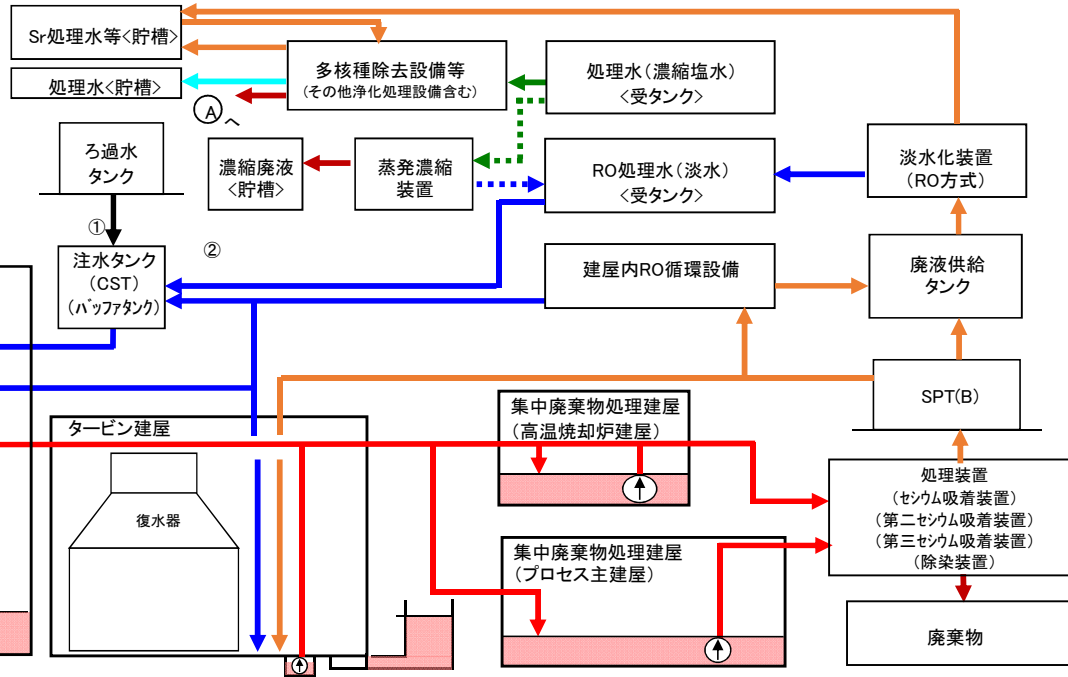 Sr処理水等<貯槽>
処理水<貯槽>
多核種除去設備等
(その他浄化処理設備含む)
処理水(濃縮塩水)
<受タンク>
Aへ
ろ過水
タンク
濃縮廃液
<貯槽>
蒸発濃縮
装置
RO処理水(淡水)
<受タンク>
淡水化装置
(RO方式)
①
②
注水タンク
(CST)
(バッファタンク)
建屋内RO循環設備
廃液供給
タンク
SPT(B)
タービン建屋
復水器
集中廃棄物処理建屋
(高温焼却炉建屋)
集中廃棄物処理建屋
(プロセス主建屋)
処理装置
(セシウム吸着装置)
(第二セシウム吸着装置)
(第三セシウム吸着装置)
(除染装置)
廃棄物